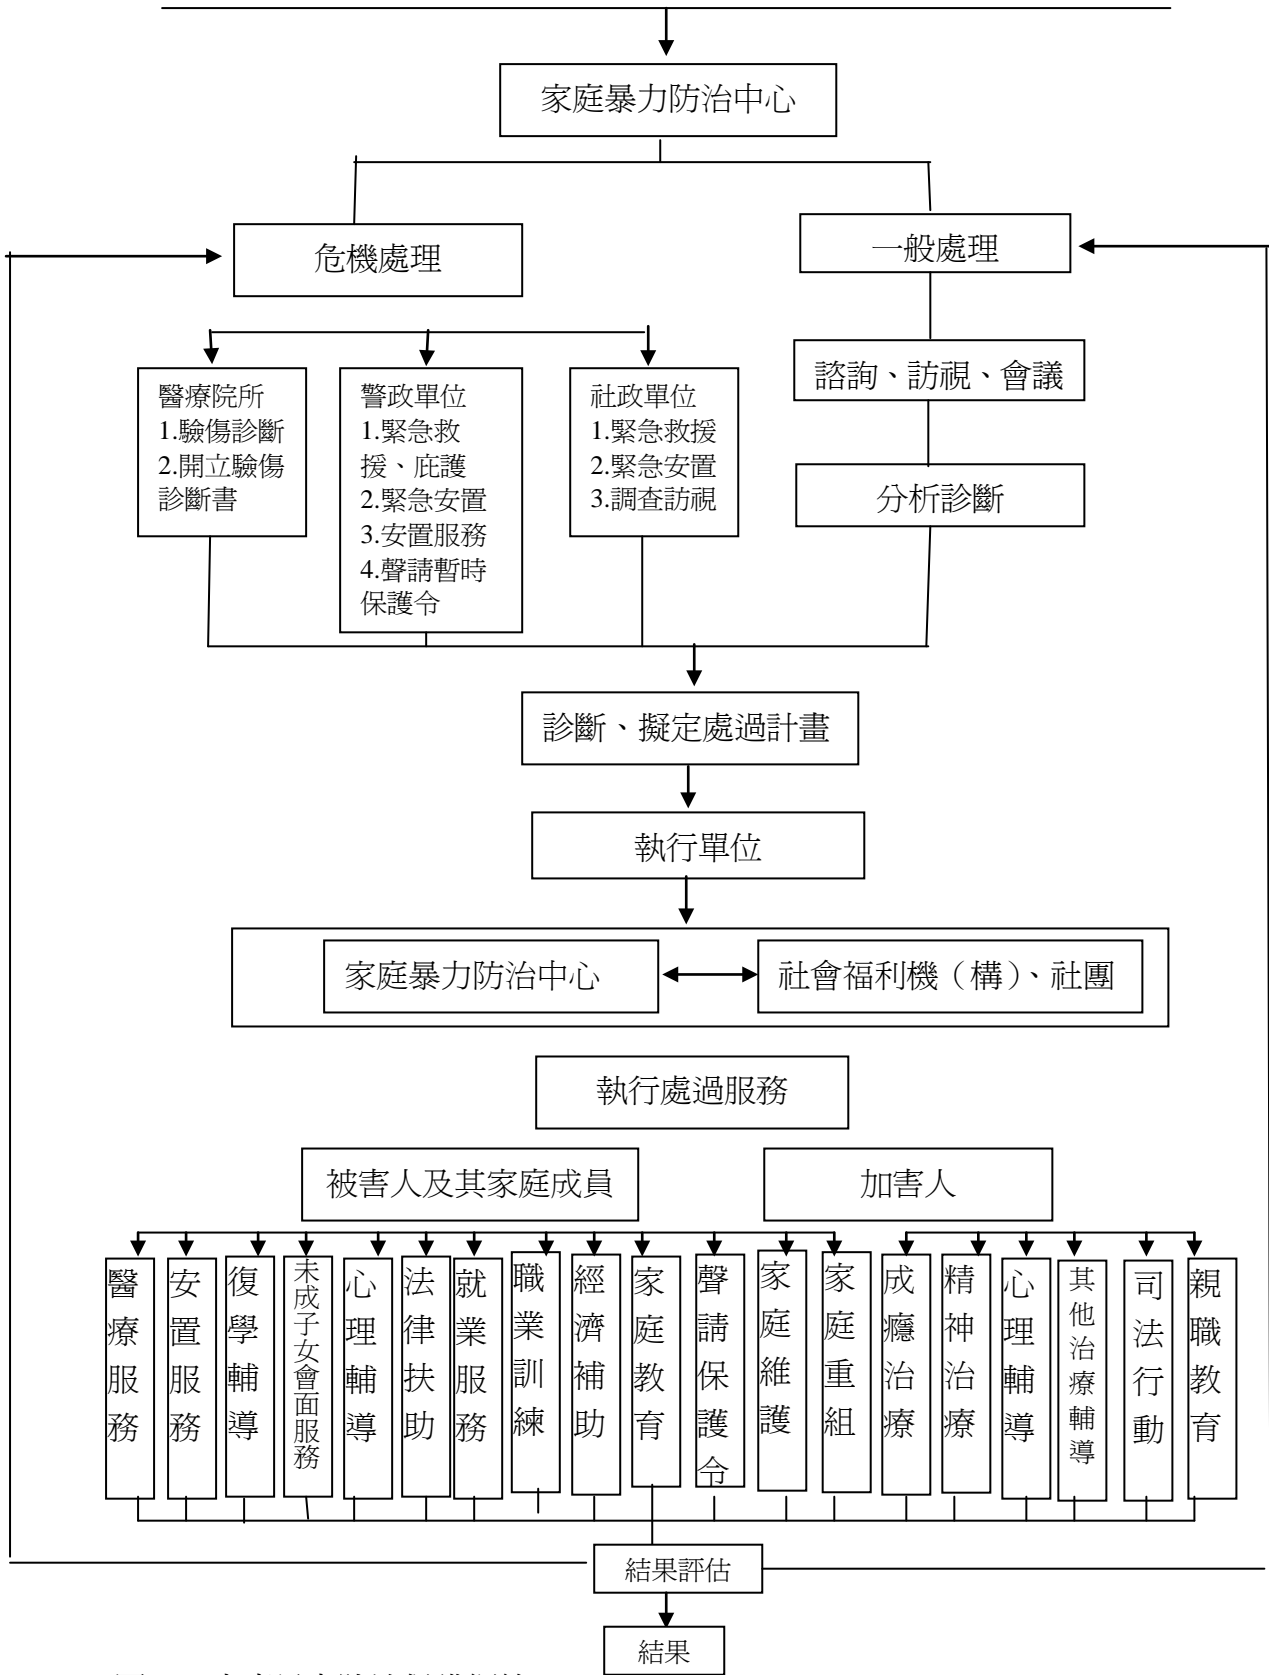 家庭暴力防治中心
危機處理
一般處理
醫療院所
1.驗傷診斷
2.開立驗傷
診斷書
警政單位
1.緊急救
援、庇護
2.緊急安置
3.安置服務
4.聲請暫時
保護令
社政單位
1.緊急救援
2.緊急安置
3.調查訪視
諮詢、訪視、會議
分析診斷
診斷、擬定處過計畫
執行單位
家庭暴力防治中心
社會福利機（構）、社團
執行處過服務
被害人及其家庭成員
加害人
醫療服務
安置服務
復學輔導
未成子女會面服務
心理輔導
法律扶助
就業服務
職業訓練
經濟補助
家庭教育
聲請保護令
家庭維護
家庭重組
成癮治療
精神治療
心理輔導
其他治療輔導
司法行動
親職教育
結果評估
結果